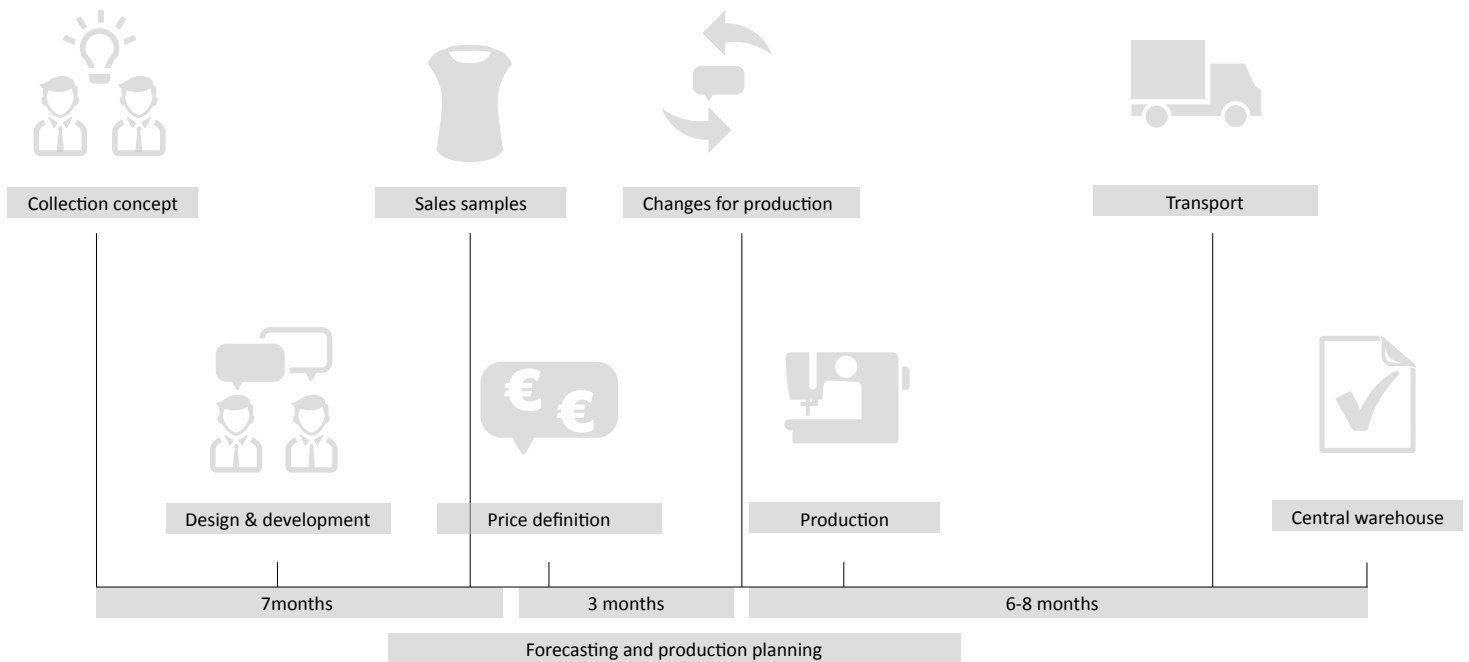 Collection concept
Sales samples
Changes for production
Transport
€
€
Design & development
Price definition
Production
Central warehouse
7months
3 months
6-8 months
Forecasting and production planning